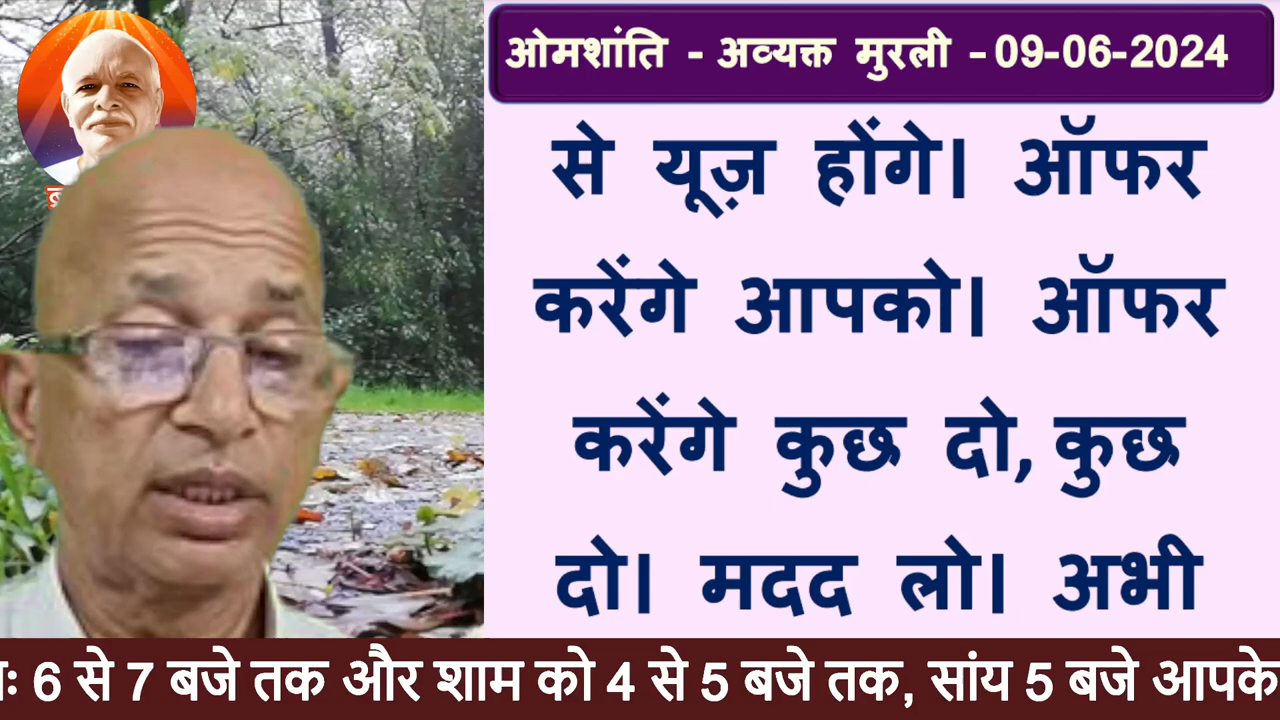 ओमशांति - अव्यक्त मुरली - 09-06-2024
से यूज़ होंगे। ऑफर
करेंगे आपको। ऑफर
करेंगे कुछ दो, कुछ
दो। मदद लो। अभी
6 से 7 बजे तक और शाम को 4 से 5 बजे तक, सांय 5 बजे आपके